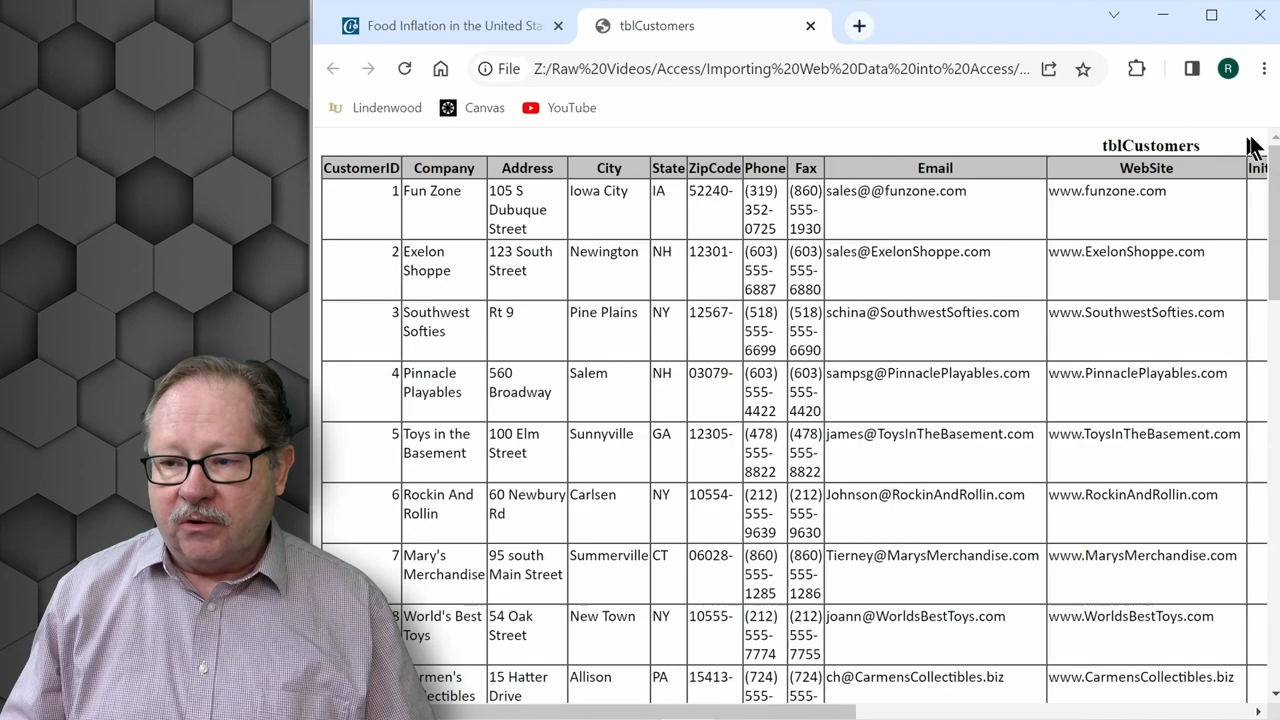 Food Inflation in the United Sta
tblCustomers
File Z:/Raw%20Videos/Access/Importing%20Web%20Data%20into%20Access/...
R
Lindenwood Canvas YouTube
tblCustomers
CustomerID Company Address City State ZipCode Phone Fax Email WebSite Init
1 Fun Zone 105 S Iowa City IA 52240- (319) (860) sales@@funzone.com www.funzone.com
Dubuque 352- 555-
Street 0725 1930
2 Exelon 123 South Newington NH 12301- (603) (603) sales@ExelonShoppe.com www.ExelonShoppe.com
Shoppe Street 555- 555-
6887 6880
3 Southwest Rt 9 Pine Plains NY 12567- (518) (518) schina@SouthwestSofties.com www.SouthwestSofties.com
Softies 555- 555-
6699 6690
4 Pinnacle 560 Salem NH 03079- (603) (603) sampsg@PinnaclePlayables.com www.PinnaclePlayables.com
Playables Broadway 555- 555-
4422 4420
5 Toys in the 100 Elm Sunnyville GA 12305- (478) (478) james@ToysInTheBasement.com www.ToysInTheBasement.com
Basement Street 555- 555-
8822 8822
6 Rockin And 60 Newbury Carlsen NY 10554- (212) (212) Johnson@RockinAndRollin.com www.RockinAndRollin.com
Rollin Rd 555- 555-
9639 9630
7 Mary's 95 south Summerville CT 06028- (860) (860) Tierney@MarysMerchandise.com www.MarysMerchandise.com
Merchandise Main Street 555- 555-
1285 1286
8 World's Best 54 Oak New Town NY 10555- (212) (212) joann@WorldsBestToys.com www.WorldsBestToys.com
Toys Street 555- 555-
7774 7755
armen's 15 Hatter Allison PA 15413- (724) (724) ch@CarmensCollectibles.biz www.CarmensCollectibles.biz
ectibles Drive 555- 555-